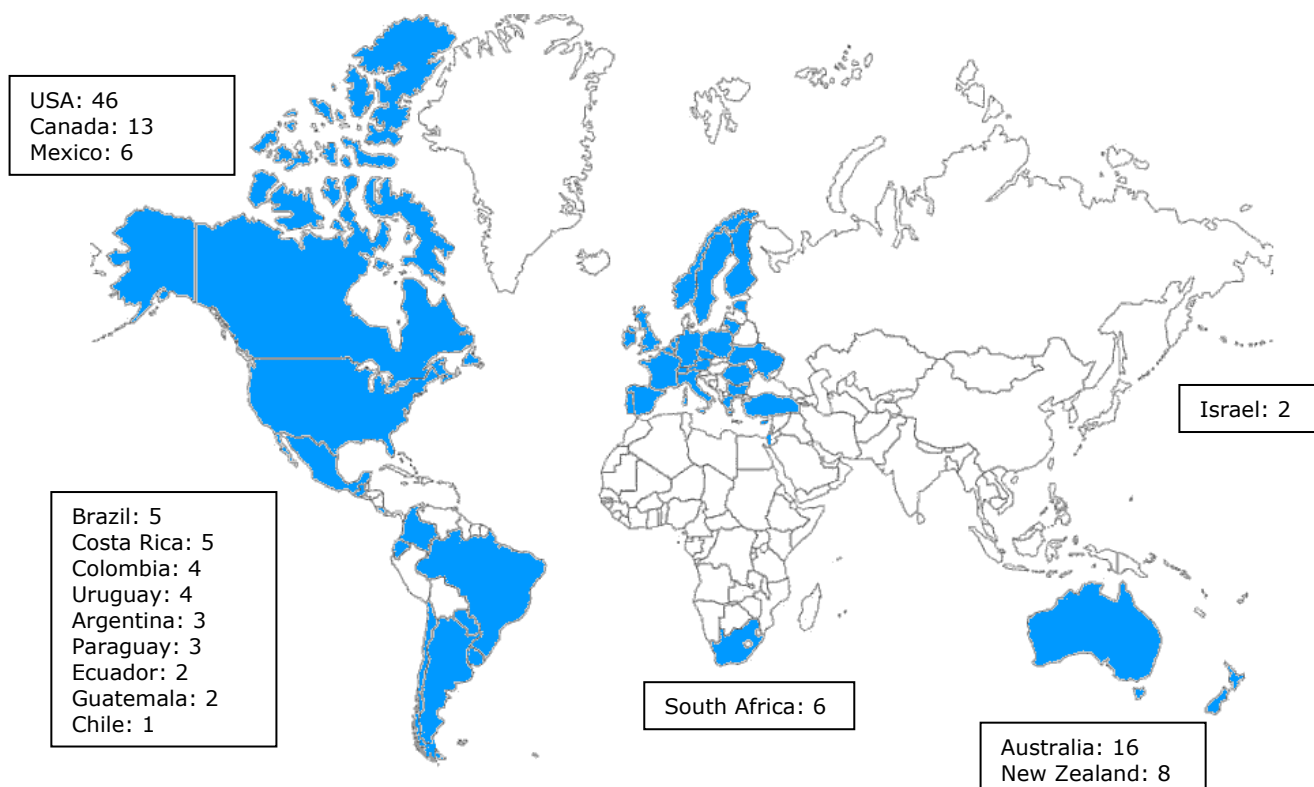 USA: 46
Canada: 13
Mexico: 6
Israel: 2
Brazil: 5
Costa Rica: 5
Colombia: 4
Uruguay: 4
Argentina: 3
Paraguay: 3
Ecuador: 2
Guatemala: 2
Chile: 1
South Africa: 6
Australia: 16
New Zealand: 8